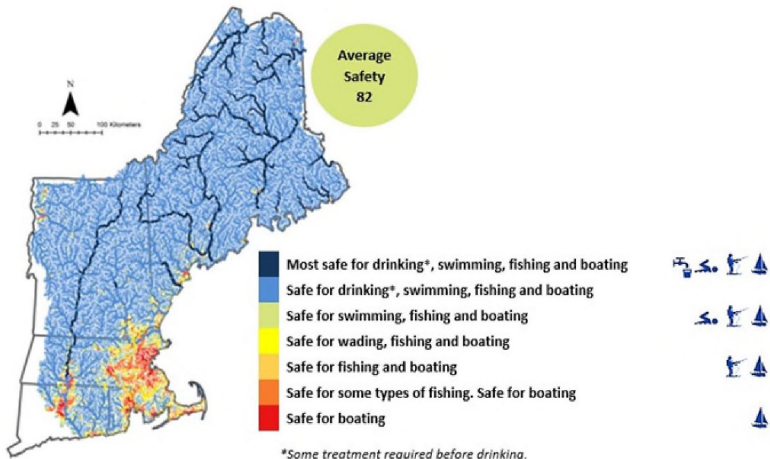 Average
Safety
82
N
0 25 50 100 Kilometers
Most safe for drinking*, swimming, fishing and boating
Safe for drinking*, swimming, fishing and boating
Safe for swimming, fishing and boating
Safe for wading, fishing and boating
Safe for fishing and boating
Safe for some types of fishing. Safe for boating
Safe for boating
*Some treatment required before drinking.